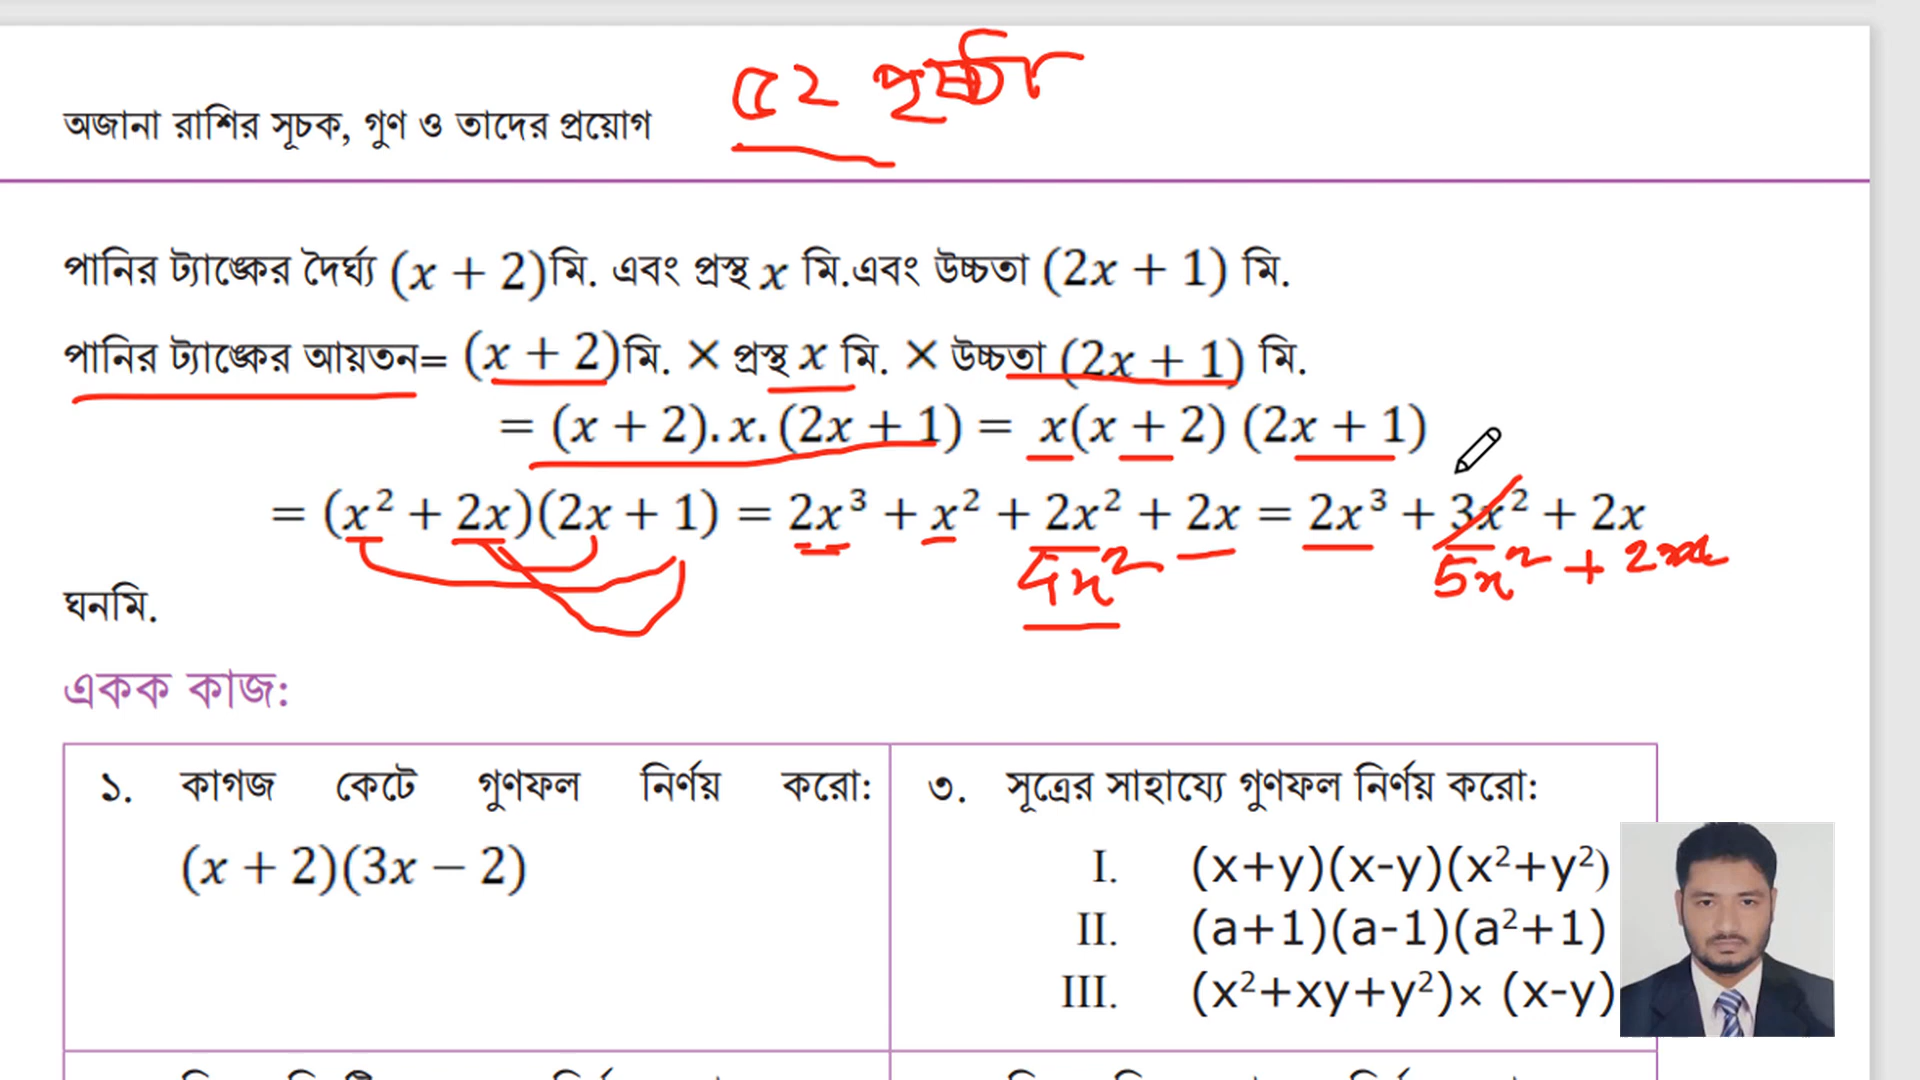 ৫২ পৃষ্ঠা
অজানা রাশির সূচক, গুণ ও তাদের প্রয়োগ
পানির ট্যাঙ্কের দৈর্ঘ্য (x + 2)মি. এবং প্রস্থ x মি.এবং উচ্চতা (2x + 1) মি.
পানির ট্যাঙ্কের আয়তন= (x + 2)মি. × প্রস্থ x মি. × উচ্চতা (2x + 1) মি.
= (x + 2). x. (2x + 1) = x(x + 2) (2x + 1)
= (x² + 2x)(2x + 1) = 2x³ + x² + 2x² + 2x = 2x³ + 3x² + 2x
4x² 5x² + 2x
ঘনমি.
একক কাজ:
১. কাগজ কেটে গুণফল নির্ণয় করো:
(x + 2)(3x − 2)
৩. সূত্রের সাহায্যে গুণফল নির্ণয় করো:
I. (x+y)(x-y)(x²+y²)
II. (a+1)(a-1)(a²+1)
III. (x²+xy+y²)× (x-y)